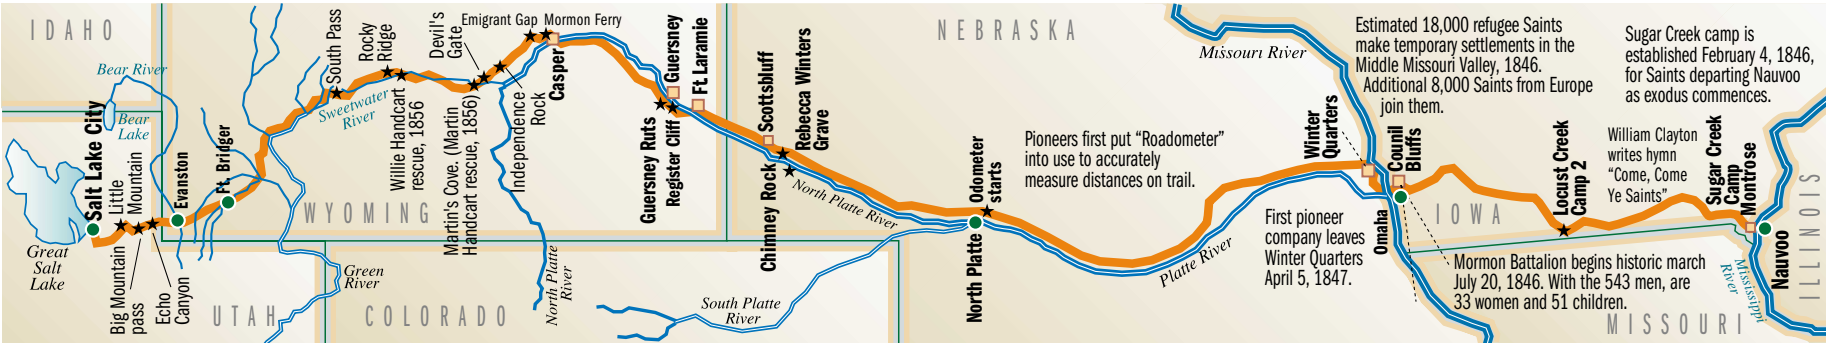 IDAHO
Bear River
Bear
Lake
Salt Lake City
Little
Mountain
Great
Salt
Lake
Big Mountain
pass
Echo
Canyon
Evanston
Ft. Bridger
UTAH
WYOMING
Green
River
COLORADO
South Pass
Sweetwater
River
Rocky
Ridge
Willie Handcart
rescue, 1856
Devil's
Gate
Martin's Cove. (Martin
Handcart rescue, 1856)
Emigrant Gap
Mormon Ferry
Independence
Rock
Casper
North Platte
River
Guernsey Ruts
Register Cliff
Guernsey
Ft. Laramie
Scottsbluff
Rebecca Winters
Grave
Chimney Rock
North Platte River
South Platte
River
NEBRASKA
Odometer
starts
North Platte
Pioneers first put “Roadometer”
into use to accurately
measure distances on trail.
Platte River
Missouri River
First pioneer
company leaves
Winter Quarters
April 5, 1847.
Winter
Quarters
Counil
Bluffs
Omaha
Estimated 18,000 refugee Saints
make temporary settlements in the
Middle Missouri Valley, 1846.
Additional 8,000 Saints from Europe
join them.
IOWA
Mormon Battalion begins historic march
July 20, 1846. With the 543 men, are
33 women and 51 children.
Locust Creek
Camp 2
William Clayton
writes hymn
“Come, Come
Ye Saints”
Sugar Creek camp is
established February 4, 1846,
for Saints departing Nauvoo
as exodus commences.
Sugar Creek
Camp
Montrose
Nauvoo
Mississippi
River
MISSOURI
ILLINOIS